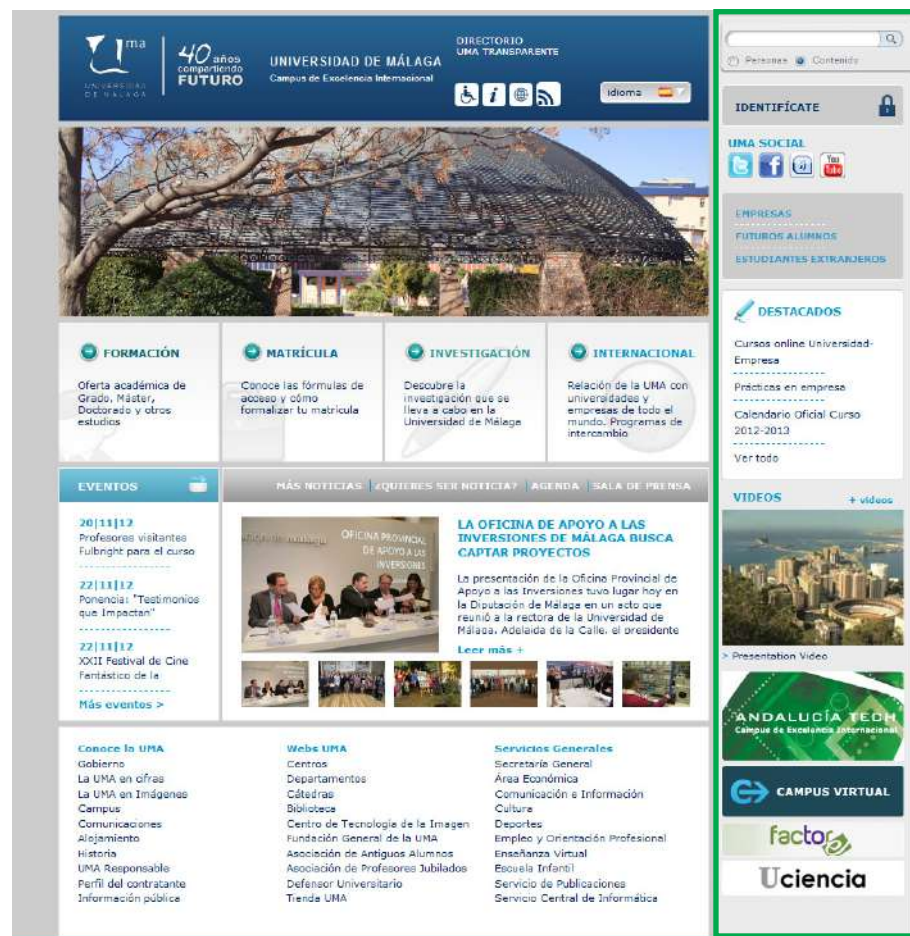 uma
UNIVERSIDAD
DE MÁLAGA
40 años
compartiendo
FUTURO
UNIVERSIDAD DE MÁLAGA
Campus de Excelencia Internacional
DIRECTORIO
UMA TRANSPARENTE
idioma
FORMACIÓN
Oferta académica de
Grado, Máster,
Doctorado y otros
estudios
MATRÍCULA
Conoce las fórmulas de
acceso y cómo
formalizar tu matrícula
INVESTIGACIÓN
Descubre la
investigación que se
lleva a cabo en la
Universidad de Málaga
INTERNACIONAL
Relación de la UMA con
universidades y
empresas de todo el
mundo. Programas de
intercambio
EVENTOS
20|11|12
Profesores visitantes
Fulbright para el curso
22|11|12
Ponencia: "Testimonios
que Impactan"
22|11|12
XXII Festival de Cine
Fantástico de la
Más eventos >
MÁS NOTICIAS | ¿QUIERES SER NOTICIA? | AGENDA | SALA DE PRENSA
OFICINA PROVINCIAL
DE APOYO A LAS
INVERSIONES
LA OFICINA DE APOYO A LAS
INVERSIONES DE MÁLAGA BUSCA
CAPTAR PROYECTOS
La presentación de la Oficina Provincial de
Apoyo a las Inversiones tuvo lugar hoy en
la Diputación de Málaga en un acto que
reunió a la rectora de la Universidad de
Málaga, Adelaida de la Calle, el presidente
Leer más +
Conoce la UMA
Gobierno
La UMA en cifras
La UMA en Imágenes
Campus
Comunicaciones
Alojamiento
Historia
UMA Responsable
Perfil del contratante
Información pública
Webs UMA
Centros
Departamentos
Cátedras
Biblioteca
Centro de Tecnología de la Imagen
Fundación General de la UMA
Asociación de Antiguos Alumnos
Asociación de Profesores Jubilados
Defensor Universitario
Tienda UMA
Servicios Generales
Secretaría General
Área Económica
Comunicación e Información
Cultura
Deportes
Empleo y Orientación Profesional
Enseñanza Virtual
Escuela Infantil
Servicio de Publicaciones
Servicio Central de Informática
Personas Contenido
IDENTIFÍCATE
UMA SOCIAL
You
Tube
EMPRESAS
FUTUROS ALUMNOS
ESTUDIANTES EXTRANJEROS
DESTACADOS
Cursos online Universidad-
Empresa
Prácticas en empresa
Calendario Oficial Curso
2012-2013
Ver todo
VIDEOS + videos
> Presentation Video
ANDALUCÍA TECH
Campus de Excelencia Internacional
CAMPUS VIRTUAL
factor
Uciencia